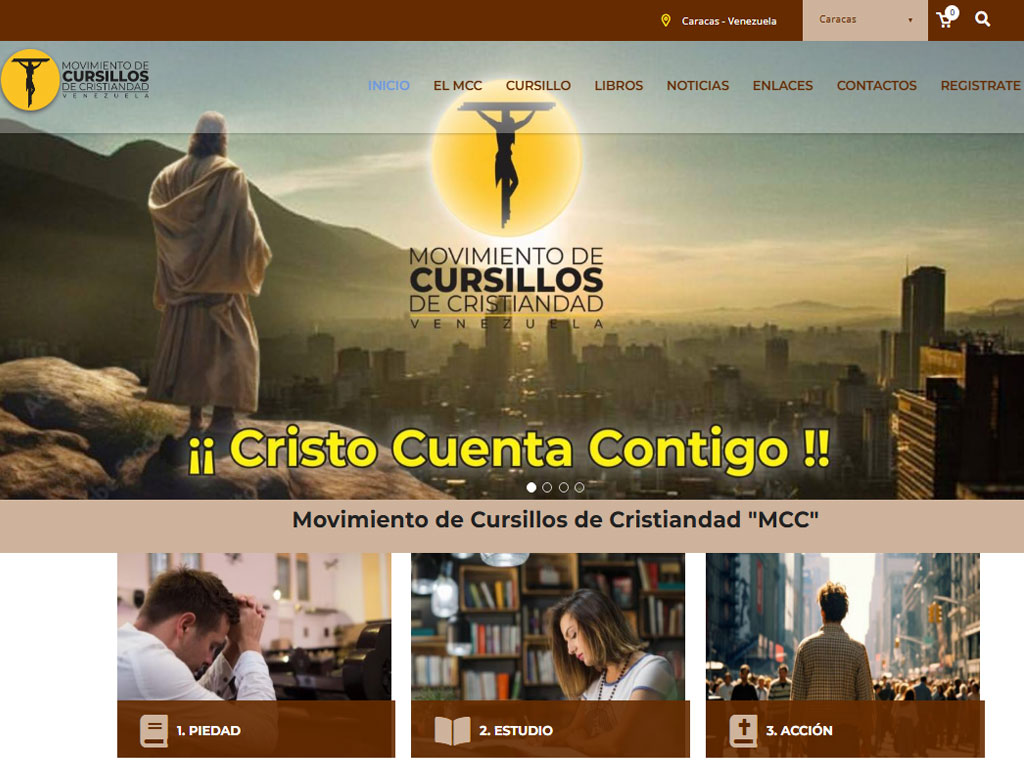 Caracas - Venezuela
Caracas
0
MOVIMIENTO DE
CURSILLOS
DE CRISTIANDAD
VENEZUELA
INICIO EL MCC CURSILLO LIBROS NOTICIAS ENLACES CONTACTOS REGISTRATE
MOVIMIENTO DE
CURSILLOS
DE CRISTIANDAD
VENEZUELA
¡¡ Cristo Cuenta Contigo !!
Movimiento de Cursillos de Cristiandad "MCC"
1. PIEDAD
2. ESTUDIO
3. ACCIÓN